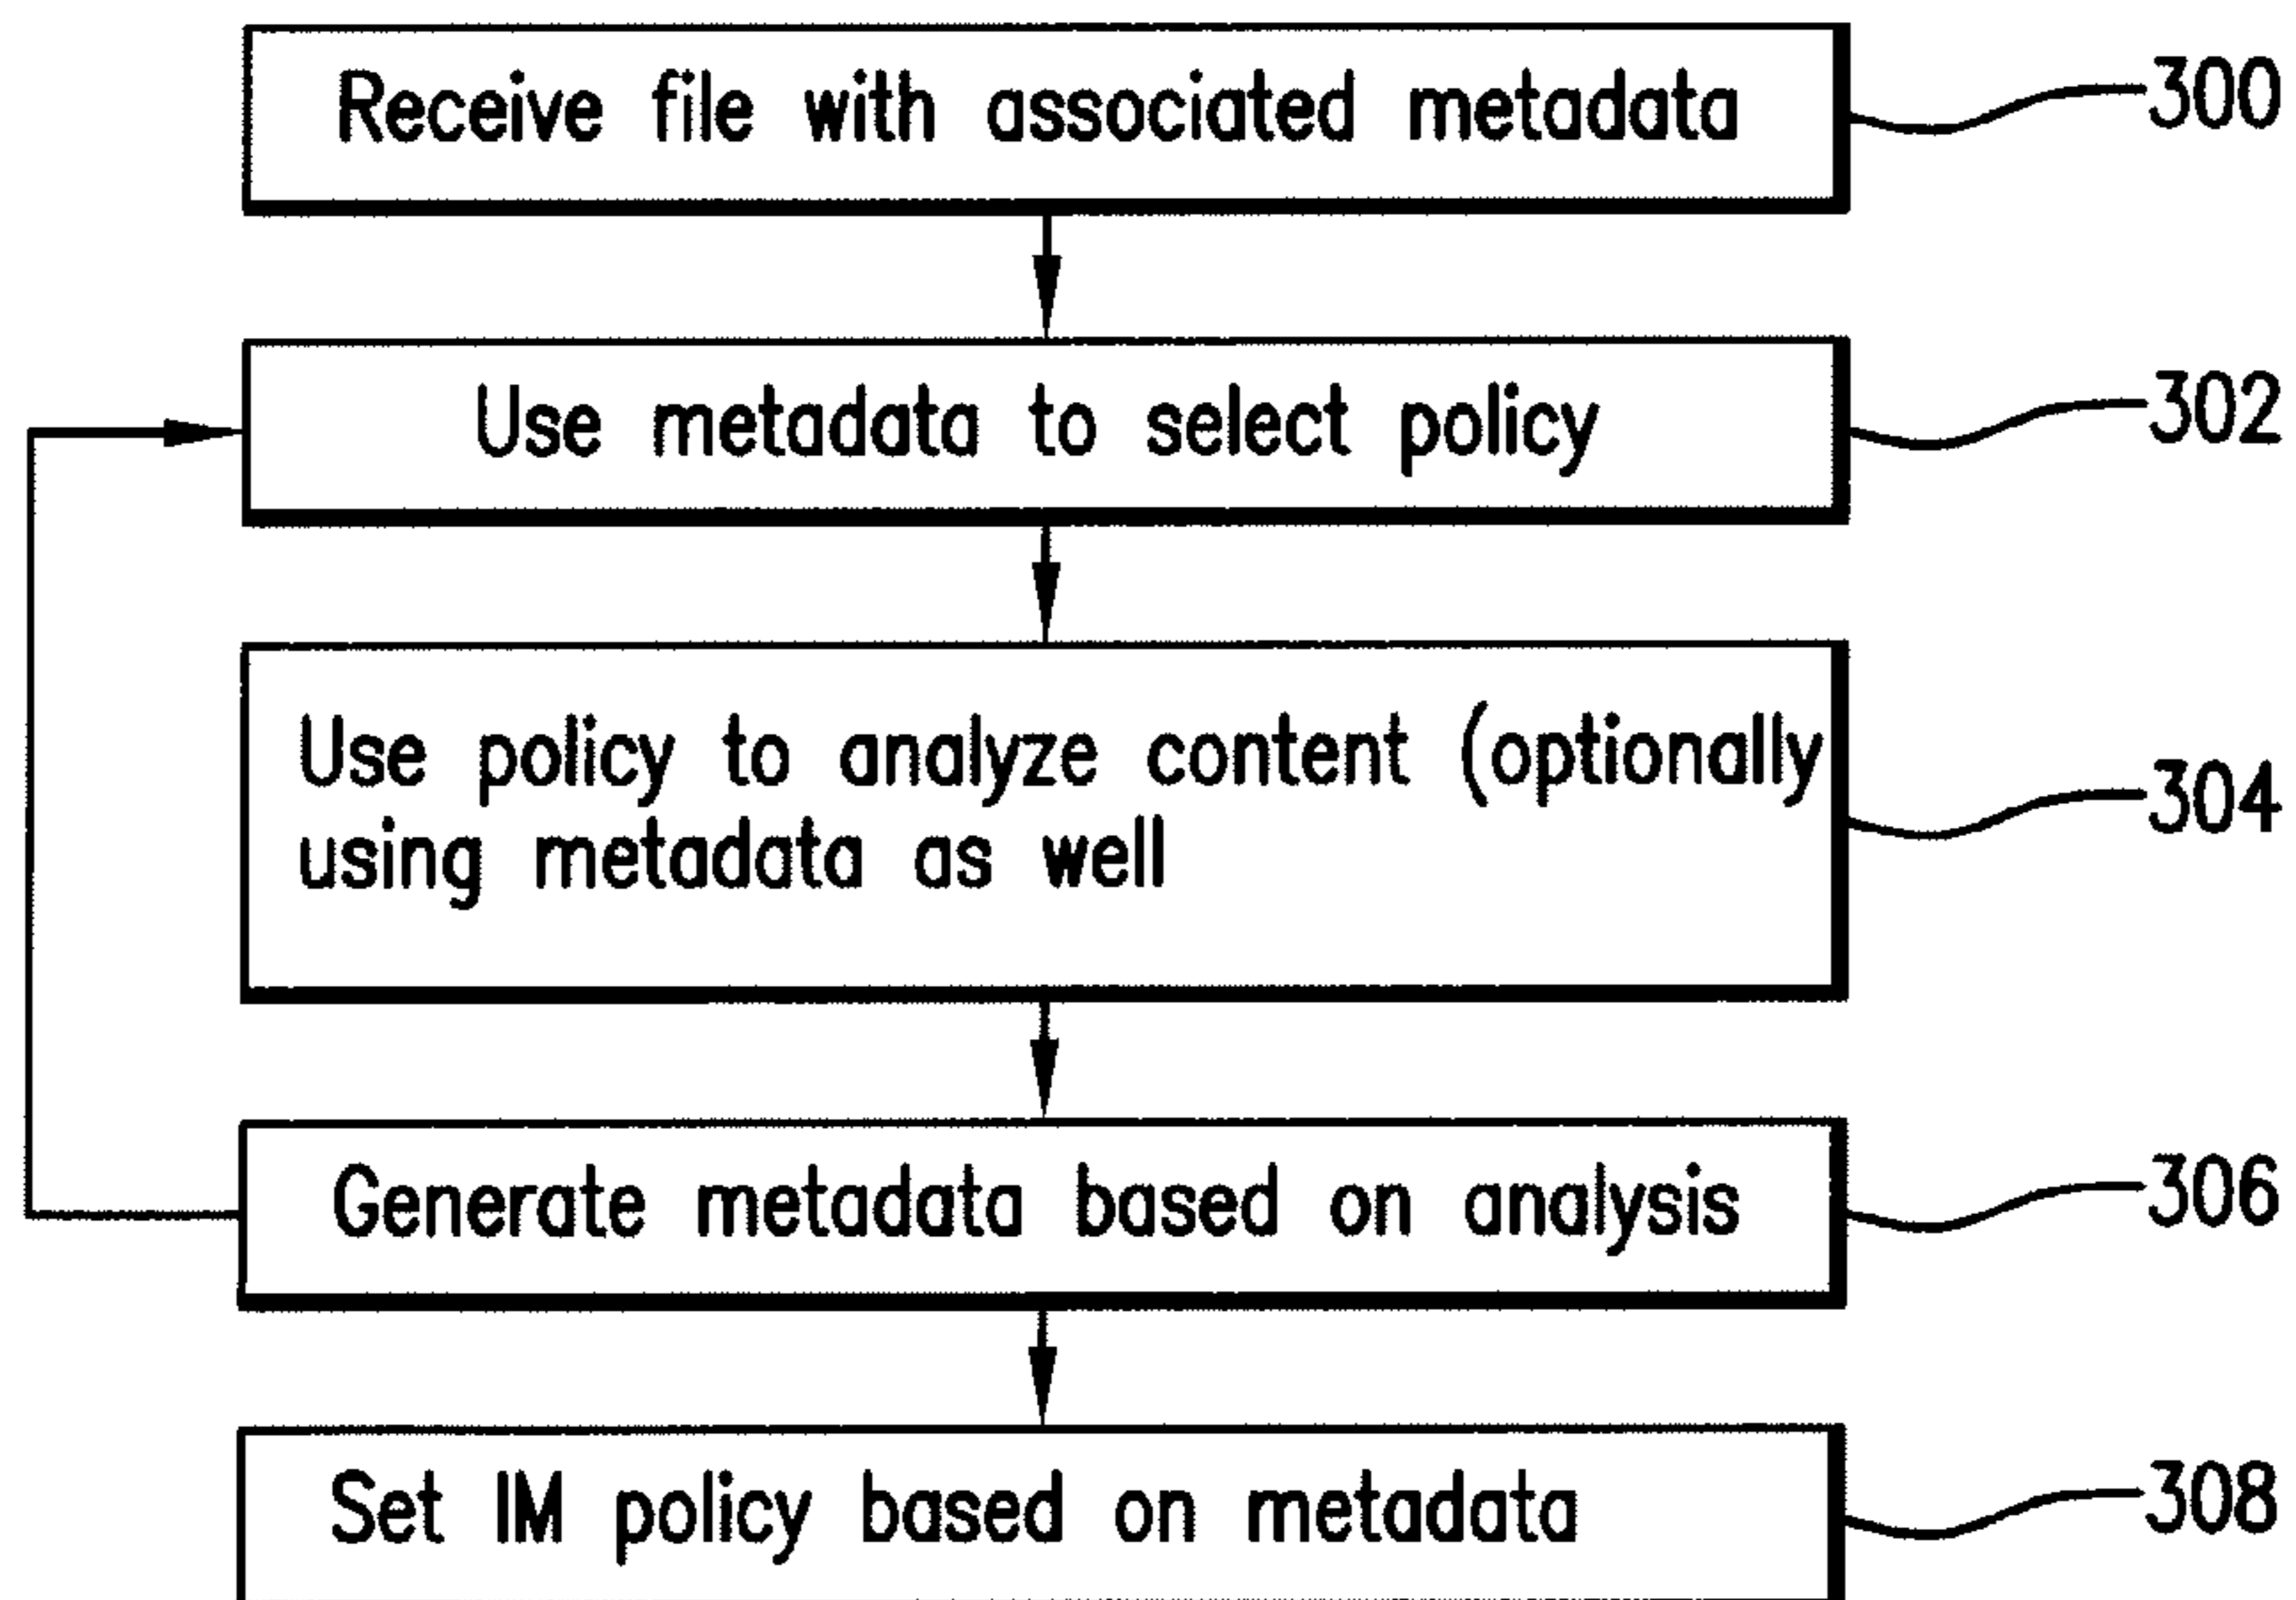 Receive file with associated metadata
300
Use metadata to select policy
302
Use policy to analyze content (optionally
using metadata as well
304
Generate metadata based on analysis
306
Set IM policy based on metadata
308